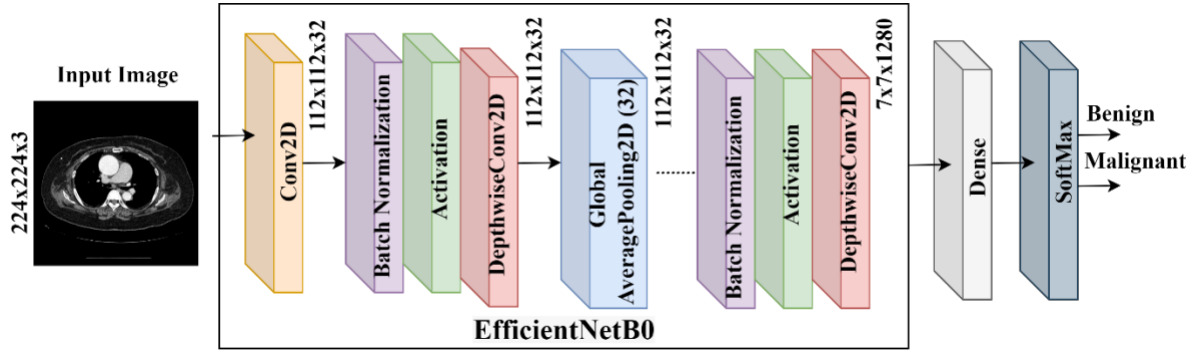 Input Image
224x224x3
Conv2D
112x112x32
Batch Normalization
Activation
DepthwiseConv2D
112x112x32
Global
AveragePooling2D (32)
112x112x32
Batch Normalization
Activation
DepthwiseConv2D
7x7x1280
EfficientNetB0
Dense
SoftMax
Benign
Malignant